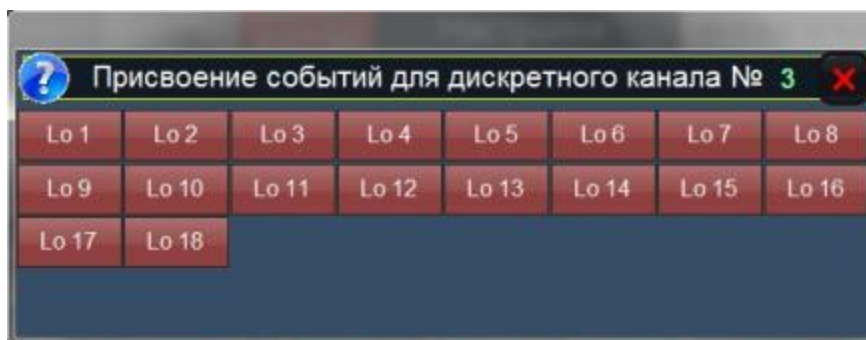 ? Присвоение событий для дискретного канала № 3 X
Lo 1 Lo 2 Lo 3 Lo 4 Lo 5 Lo 6 Lo 7 Lo 8
Lo 9 Lo 10 Lo 11 Lo 12 Lo 13 Lo 14 Lo 15 Lo 16
Lo 17 Lo 18